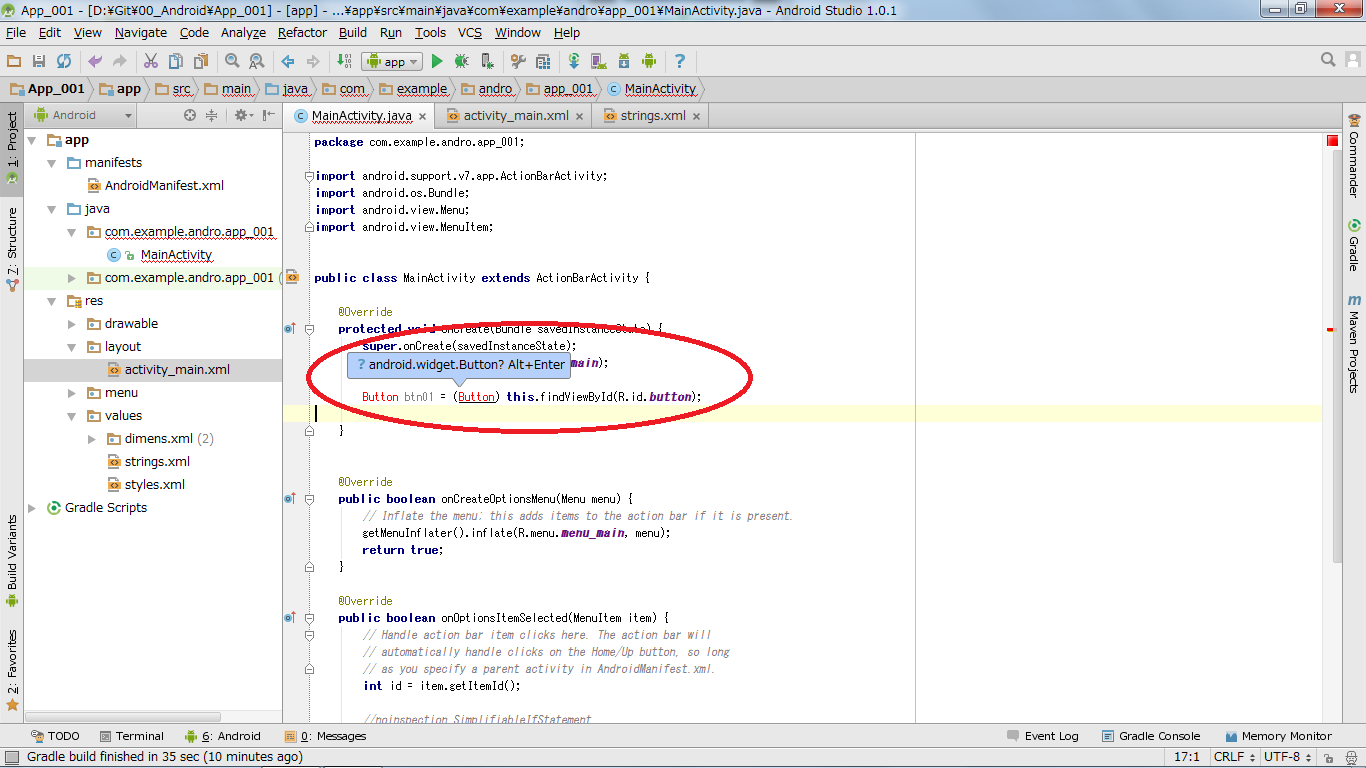 App_001 - [D:¥Git¥00_Android¥App_001] - [app] - ...¥app¥src¥main¥java¥com¥example¥andro¥app_001¥MainActivity.java - Android Studio 1.0.1
File Edit View Navigate Code Analyze Refactor Build Run Tools VCS Window Help
app
App_001 app src main java com example andro app_001 MainActivity
Android
MainActivity.java activity_main.xml strings.xml
1: Project
7: Structure
Build Variants
2: Favorites
app
manifests
AndroidManifest.xml
java
com.example.andro.app_001
MainActivity
com.example.andro.app_001 (
res
drawable
layout
activity_main.xml
menu
values
dimens.xml (2)
strings.xml
styles.xml
Gradle Scripts
package com.example.andro.app_001;
import android.support.v7.app.ActionBarActivity;
import android.os.Bundle;
import android.view.Menu;
import android.view.MenuItem;
public class MainActivity extends ActionBarActivity {
@Override
protected void onCreate(Bundle savedInstanceState) {
super.onCreate(savedInstanceState);
? android.widget.Button? Alt+Enter main);
Button btn01 = (Button) this.findViewById(R.id.button);
}
@Override
public boolean onCreateOptionsMenu(Menu menu) {
// Inflate the menu; this adds items to the action bar if it is present.
getMenuInflater().inflate(R.menu.menu_main, menu);
return true;
}
@Override
public boolean onOptionsItemSelected(MenuItem item) {
// Handle action bar item clicks here. The action bar will
// automatically handle clicks on the Home/Up button, so long
// as you specify a parent activity in AndroidManifest.xml.
int id = item.getItemId();
//noinspection SimplifiableIfStatement
Commander
Gradle
Maven Projects
TODO Terminal 6: Android 0: Messages Event Log Gradle Console Memory Monitor
Gradle build finished in 35 sec (10 minutes ago) 17:1 CRLF UTF-8